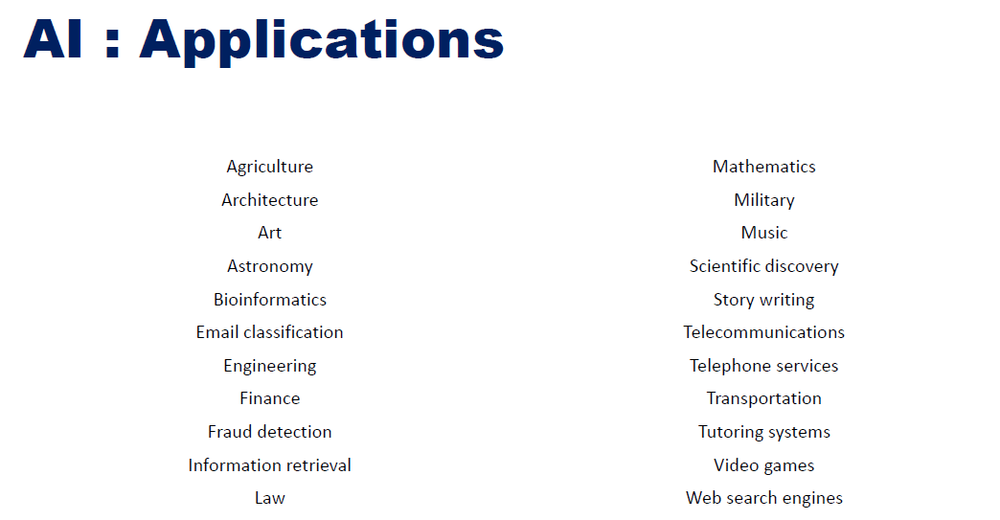 AI : Applications
Agriculture
Architecture
Art
Astronomy
Bioinformatics
Email classification
Engineering
Finance
Fraud detection
Information retrieval
Law
Mathematics
Military
Music
Scientific discovery
Story writing
Telecommunications
Telephone services
Transportation
Tutoring systems
Video games
Web search engines